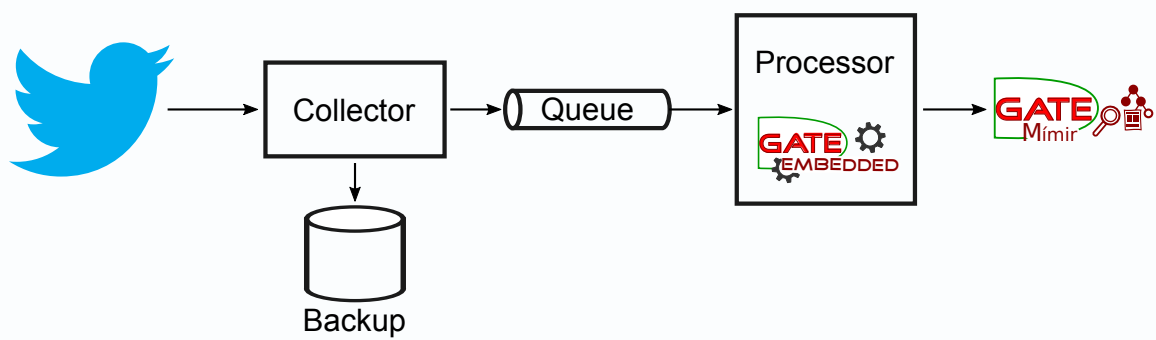 Collector
Backup
Queue
Processor
GATE
EMBEDDED
GATE
Mímir